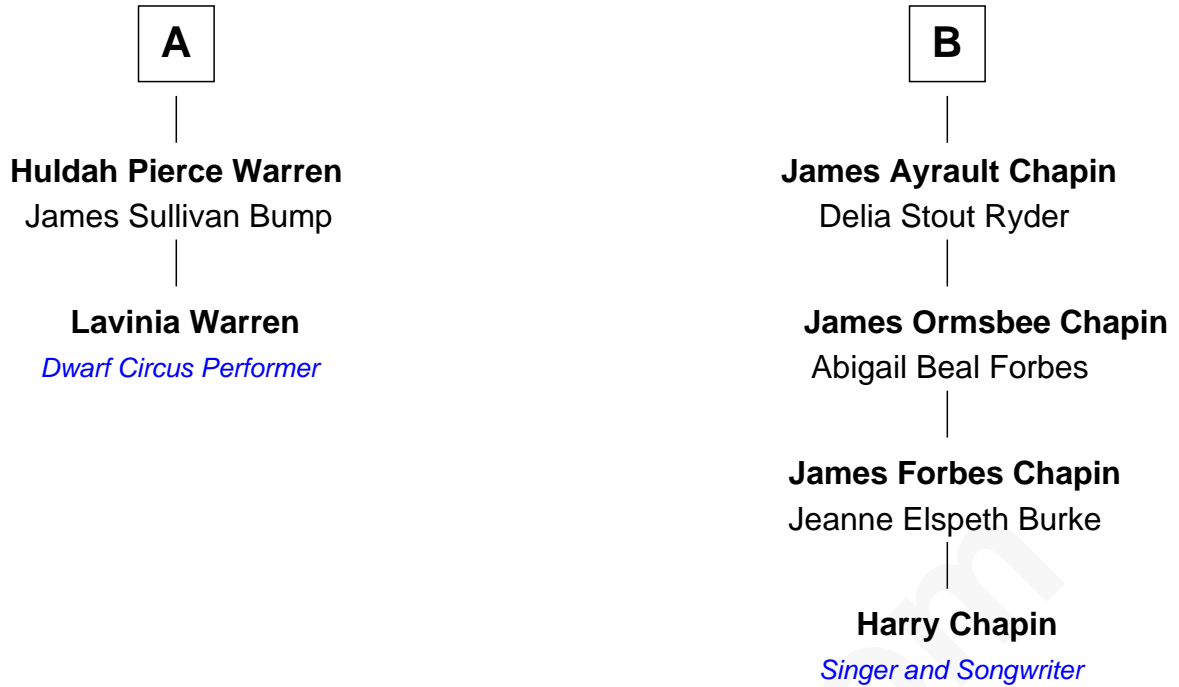 A
Huldah Pierce Warren
James Sullivan Bump
Lavinia Warren
Dwarf Circus Performer
B
James Ayrault Chapin
Delia Stout Ryder
James Ormsbee Chapin
Abigail Beal Forbes
James Forbes Chapin
Jeanne Elspeth Burke
Harry Chapin
Singer and Songwriter